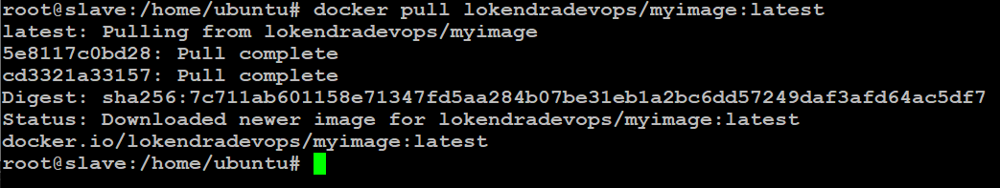 root@slave:/home/ubuntu# docker pull lokendradevops/myimage:latest
latest: Pulling from lokendradevops/myimage
5e8117c0bd28: Pull complete
cd3321a33157: Pull complete
Digest: sha256:7c711ab601158e71347fd5aa284b07be31eb1a2bc6dd57249daf3afd64ac5df7
Status: Downloaded newer image for lokendradevops/myimage:latest
docker.io/lokendradevops/myimage:latest
root@slave:/home/ubuntu#